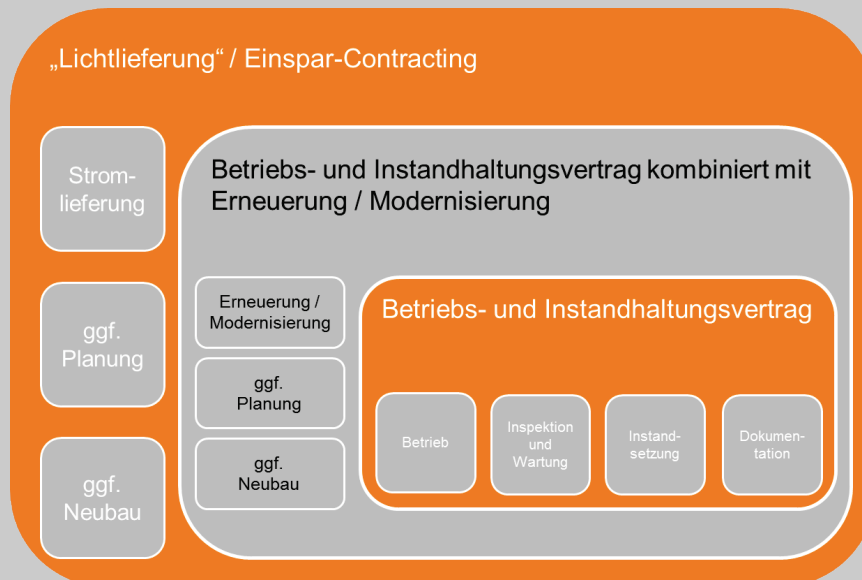 „Lichtlieferung“ / Einspar-Contracting
Strom-
lieferung
ggf.
Planung
ggf.
Neubau
Betriebs- und Instandhaltungsvertrag kombiniert mit
Erneuerung / Modernisierung
Erneuerung /
Modernisierung
ggf.
Planung
ggf.
Neubau
Betriebs- und Instandhaltungsvertrag
Betrieb
Inspektion
und
Wartung
Instand-
setzung
Dokumen-
tation